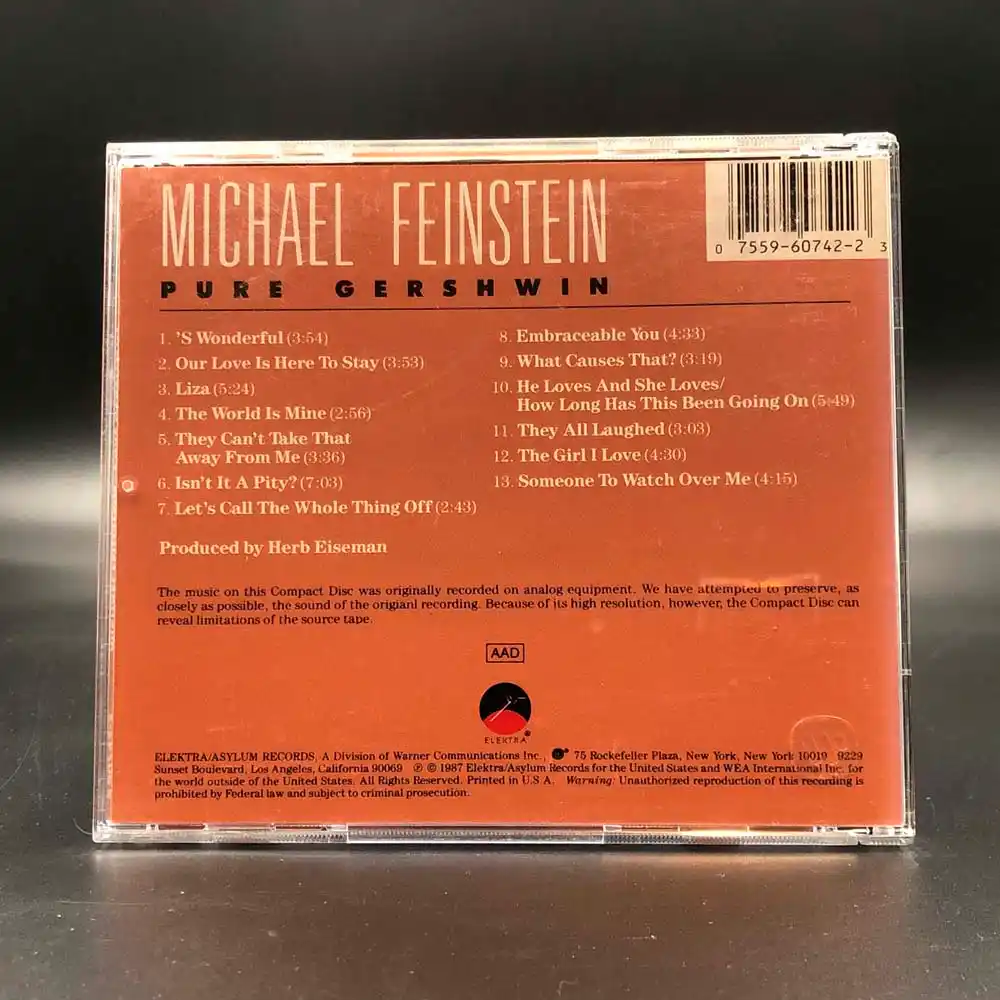 MICHAEL FEINSTEIN
PURE GERSHWIN
0 7559-60742-2 3
1. 'S Wonderful (3:54)
2. Our Love Is Here To Stay (3:53)
3. Liza (5:24)
4. The World Is Mine (2:56)
5. They Can't Take That
Away From Me (3:36)
6. Isn't It A Pity? (7:03)
7. Let's Call The Whole Thing Off (2:43)
8. Embraceable You (4:33)
9. What Causes That? (3:19)
10. He Loves And She Loves/
How Long Has This Been Going On (5:49)
11. They All Laughed (3:03)
12. The Girl I Love (4:30)
13. Someone To Watch Over Me (4:15)
Produced by Herb Eiseman
The music on this Compact Disc was originally recorded on analog equipment. We have attempted to preserve, as
closely as possible, the sound of the origianl recording. Because of its high resolution, however, the Compact Disc can
reveal limitations of the source tape.
AAD
ELEKTRA®
ELEKTRA/ASYLUM RECORDS, A Division of Warner Communications Inc., 75 Rockefeller Plaza, New York, New York 10019 9229
Sunset Boulevard, Los Angeles, California 90069 ℗ © 1987 Elektra/Asylum Records for the United States and WEA International Inc. for
the world outside of the United States. All Rights Reserved. Printed in U.S.A. Warning: Unauthorized reproduction of this recording is
prohibited by Federal law and subject to criminal prosecution.